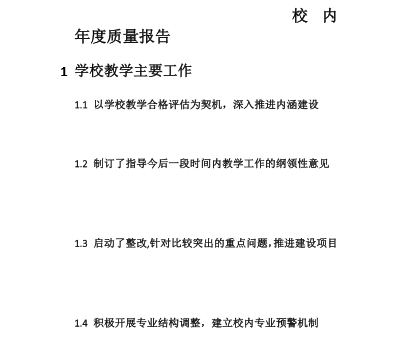 校 内
年度质量报告
1 学校教学主要工作
1.1 以学校教学合格评估为契机，深入推进内涵建设
1.2 制订了指导今后一段时间内教学工作的纲领性意见
1.3 启动了整改,针对比较突出的重点问题，推进建设项目
1.4 积极开展专业结构调整，建立校内专业预警机制